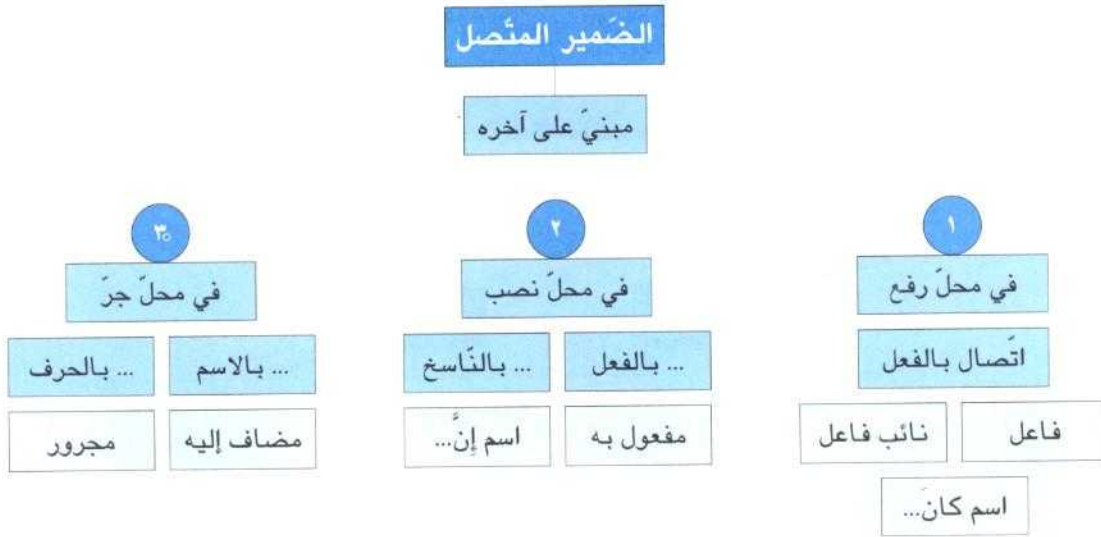 الضّمير المتّصل
مبنيّ على آخره
١
٢
٣
في محلّ رفع
في محلّ نصب
في محلّ جرّ
اتّصال بالفعل
... بالفعل
... بالنّاسخ
... بالاسم
... بالحرف
فاعل
نائب فاعل
مفعول به
اسم إنَّ...
مضاف إليه
مجرور
اسم كانَ...